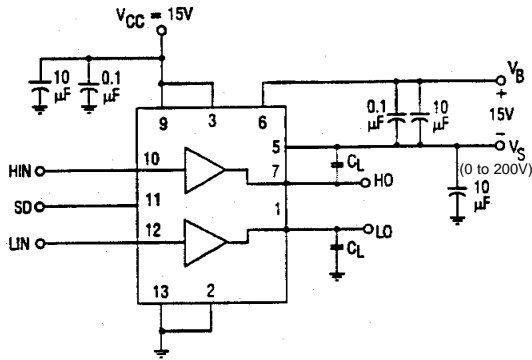 VCC = 15V
10 μF
0.1 μF
9
3
6
0.1 μF
10 μF
VB
+
15V
−
VS
(0 to 200V)
10 μF
5
CL
7
HO
HIN
10
SD
11
LIN
12
1
LO
CL
13
2